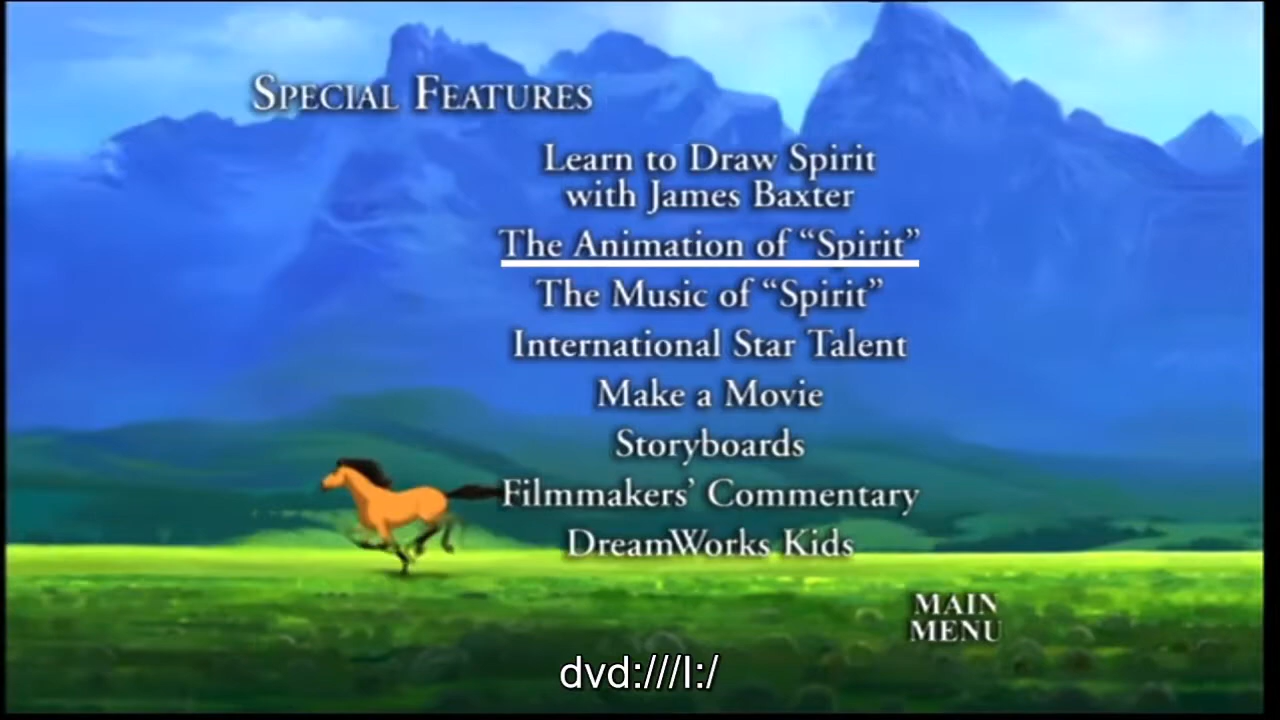 SPECIAL FEATURES
Learn to Draw Spirit
with James Baxter
The Animation of “Spirit”
The Music of “Spirit”
International Star Talent
Make a Movie
Storyboards
Filmmakers’ Commentary
DreamWorks Kids
MAIN
MENU
dvd:///I:/